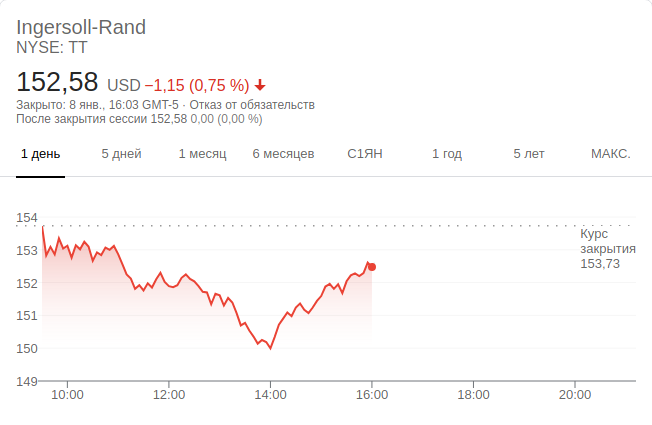 Ingersoll-Rand
NYSE: TT
152,58 USD −1,15 (0,75 %)
Закрыто: 8 янв., 16:03 GMT-5 · Отказ от обязательств
После закрытия сессии 152,58 0,00 (0,00 %)
1 день 5 дней 1 месяц 6 месяцев С1ЯН 1 год 5 лет МАКС.
154
Курс
153
закрытия
153,73
152
151
150
149
10:00 12:00 14:00 16:00 18:00 20:00